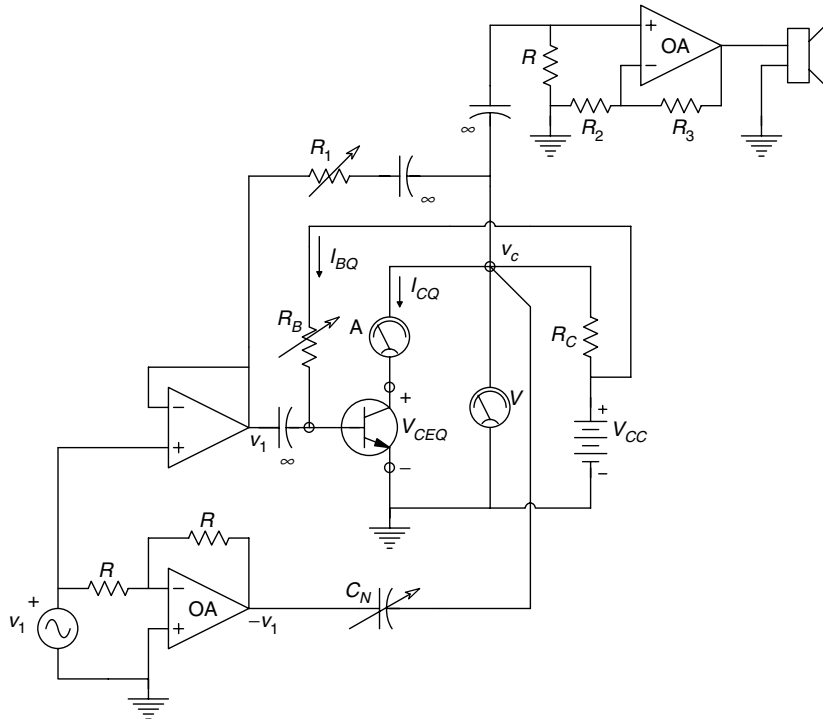 R
+
OA
−
R2
R3
∞
R1
∞
vc
IBQ
ICQ
RB
A
RC
+
V
VCEQ
−
+
VCC
−
−
+
v1
∞
R
R
+
v1
−
OA
+
−v1
CN